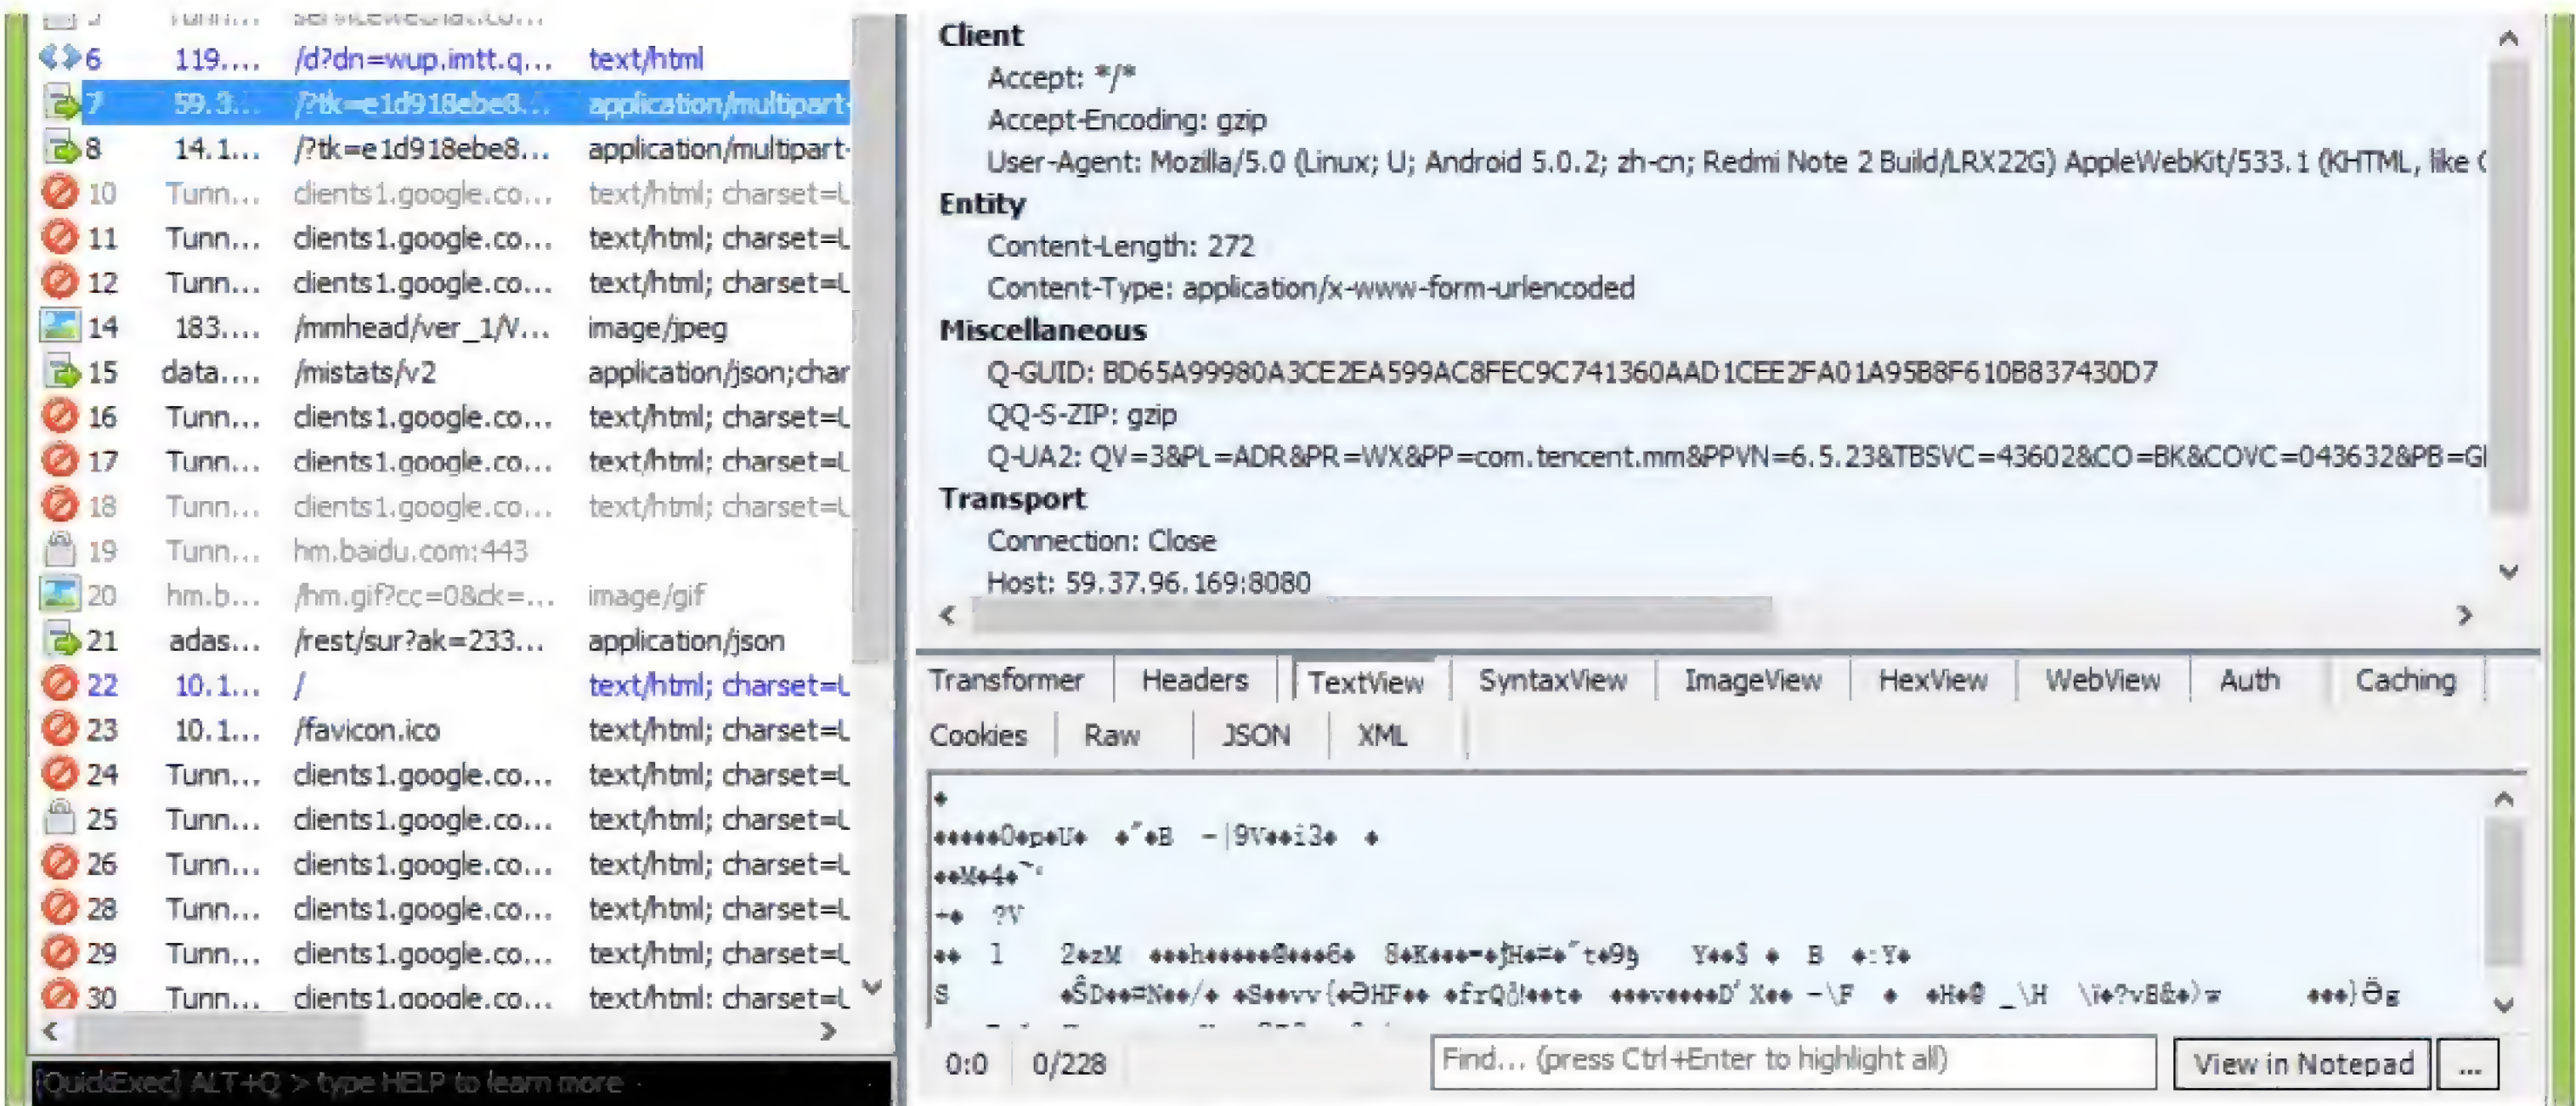 6 119.... /d?dn=wup.imtt.q... text/html
7 59.3... /?tk=e1d918ebe8... application/multipart-
8 14.1... /?tk=e1d918ebe8... application/multipart-
10 Tunn... clients1.google.co... text/html; charset=U
11 Tunn... clients1.google.co... text/html; charset=U
12 Tunn... clients1.google.co... text/html; charset=U
14 183.... /mmhead/ver_1/V... image/jpeg
15 data.... /mistats/v2 application/json;char
16 Tunn... clients1.google.co... text/html; charset=U
17 Tunn... clients1.google.co... text/html; charset=U
18 Tunn... clients1.google.co... text/html; charset=U
19 Tunn... hm.baidu.com:443
20 hm.b... /hm.gif?cc=0&ck=... image/gif
21 adas... /rest/sur?ak=233... application/json
22 10.1... / text/html; charset=U
23 10.1... /favicon.ico text/html; charset=U
24 Tunn... clients1.google.co... text/html; charset=U
25 Tunn... clients1.google.co... text/html; charset=U
26 Tunn... clients1.google.co... text/html; charset=U
28 Tunn... clients1.google.co... text/html; charset=U
29 Tunn... clients1.google.co... text/html; charset=U
30 Tunn... clients1.google.co... text/html; charset=U
[QuickExec] ALT+Q > type HELP to learn more
Client
Accept: */*
Accept-Encoding: gzip
User-Agent: Mozilla/5.0 (Linux; U; Android 5.0.2; zh-cn; Redmi Note 2 Build/LRX22G) AppleWebKit/533.1 (KHTML, like
Entity
Content-Length: 272
Content-Type: application/x-www-form-urlencoded
Miscellaneous
Q-GUID: BD65A99980A3CE2EA599AC8FEC9C741360AAD1CEE2FA01A95B8F610B837430D7
QQ-S-ZIP: gzip
Q-UA2: QV=3&PL=ADR&PR=WX&PP=com.tencent.mm&PPVN=6.5.23&TBSVC=43602&CO=BK&COVC=043632&PB=G
Transport
Connection: Close
Host: 59.37.96.169:8080
Transformer Headers TextView SyntaxView ImageView HexView WebView Auth Caching
Cookies Raw JSON XML
0:0 0/228 Find... (press Ctrl+Enter to highlight all) View in Notepad ...